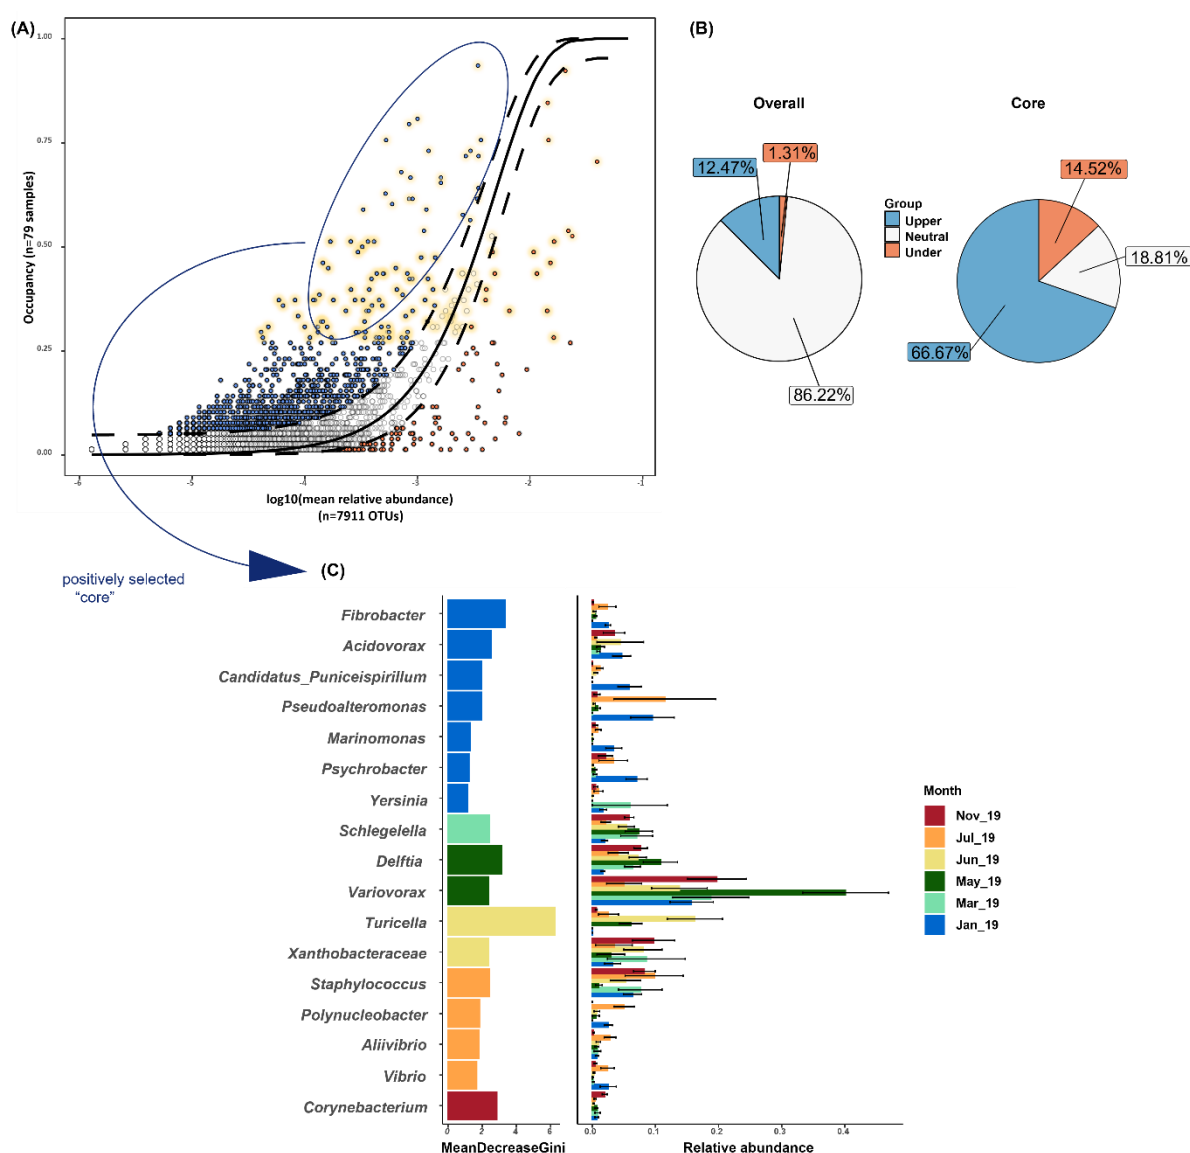 (A)
1.00
0.75
0.50
0.25
0.00
Occupancy (n=79 samples)
-6
-5
-4
-3
-2
-1
log10(mean relative abundance)
(n=7911 OTUs)
positively selected
"core"
(B)
Overall
Core
12.47%
1.31%
86.22%
Group
Upper
Neutral
Under
14.52%
18.81%
66.67%
(C)
Fibrobacter
Acidovorax
Candidatus_Puniceispirillum
Pseudoalteromonas
Marinomonas
Psychrobacter
Yersinia
Schlegelella
Delftia
Variovorax
Turicella
Xanthobacteraceae
Staphylococcus
Polynucleobacter
Aliivibrio
Vibrio
Corynebacterium
0 2 4 6
MeanDecreaseGini
0.0 0.1 0.2 0.3 0.4
Relative abundance
Month
Nov_19
Jul_19
Jun_19
May_19
Mar_19
Jan_19